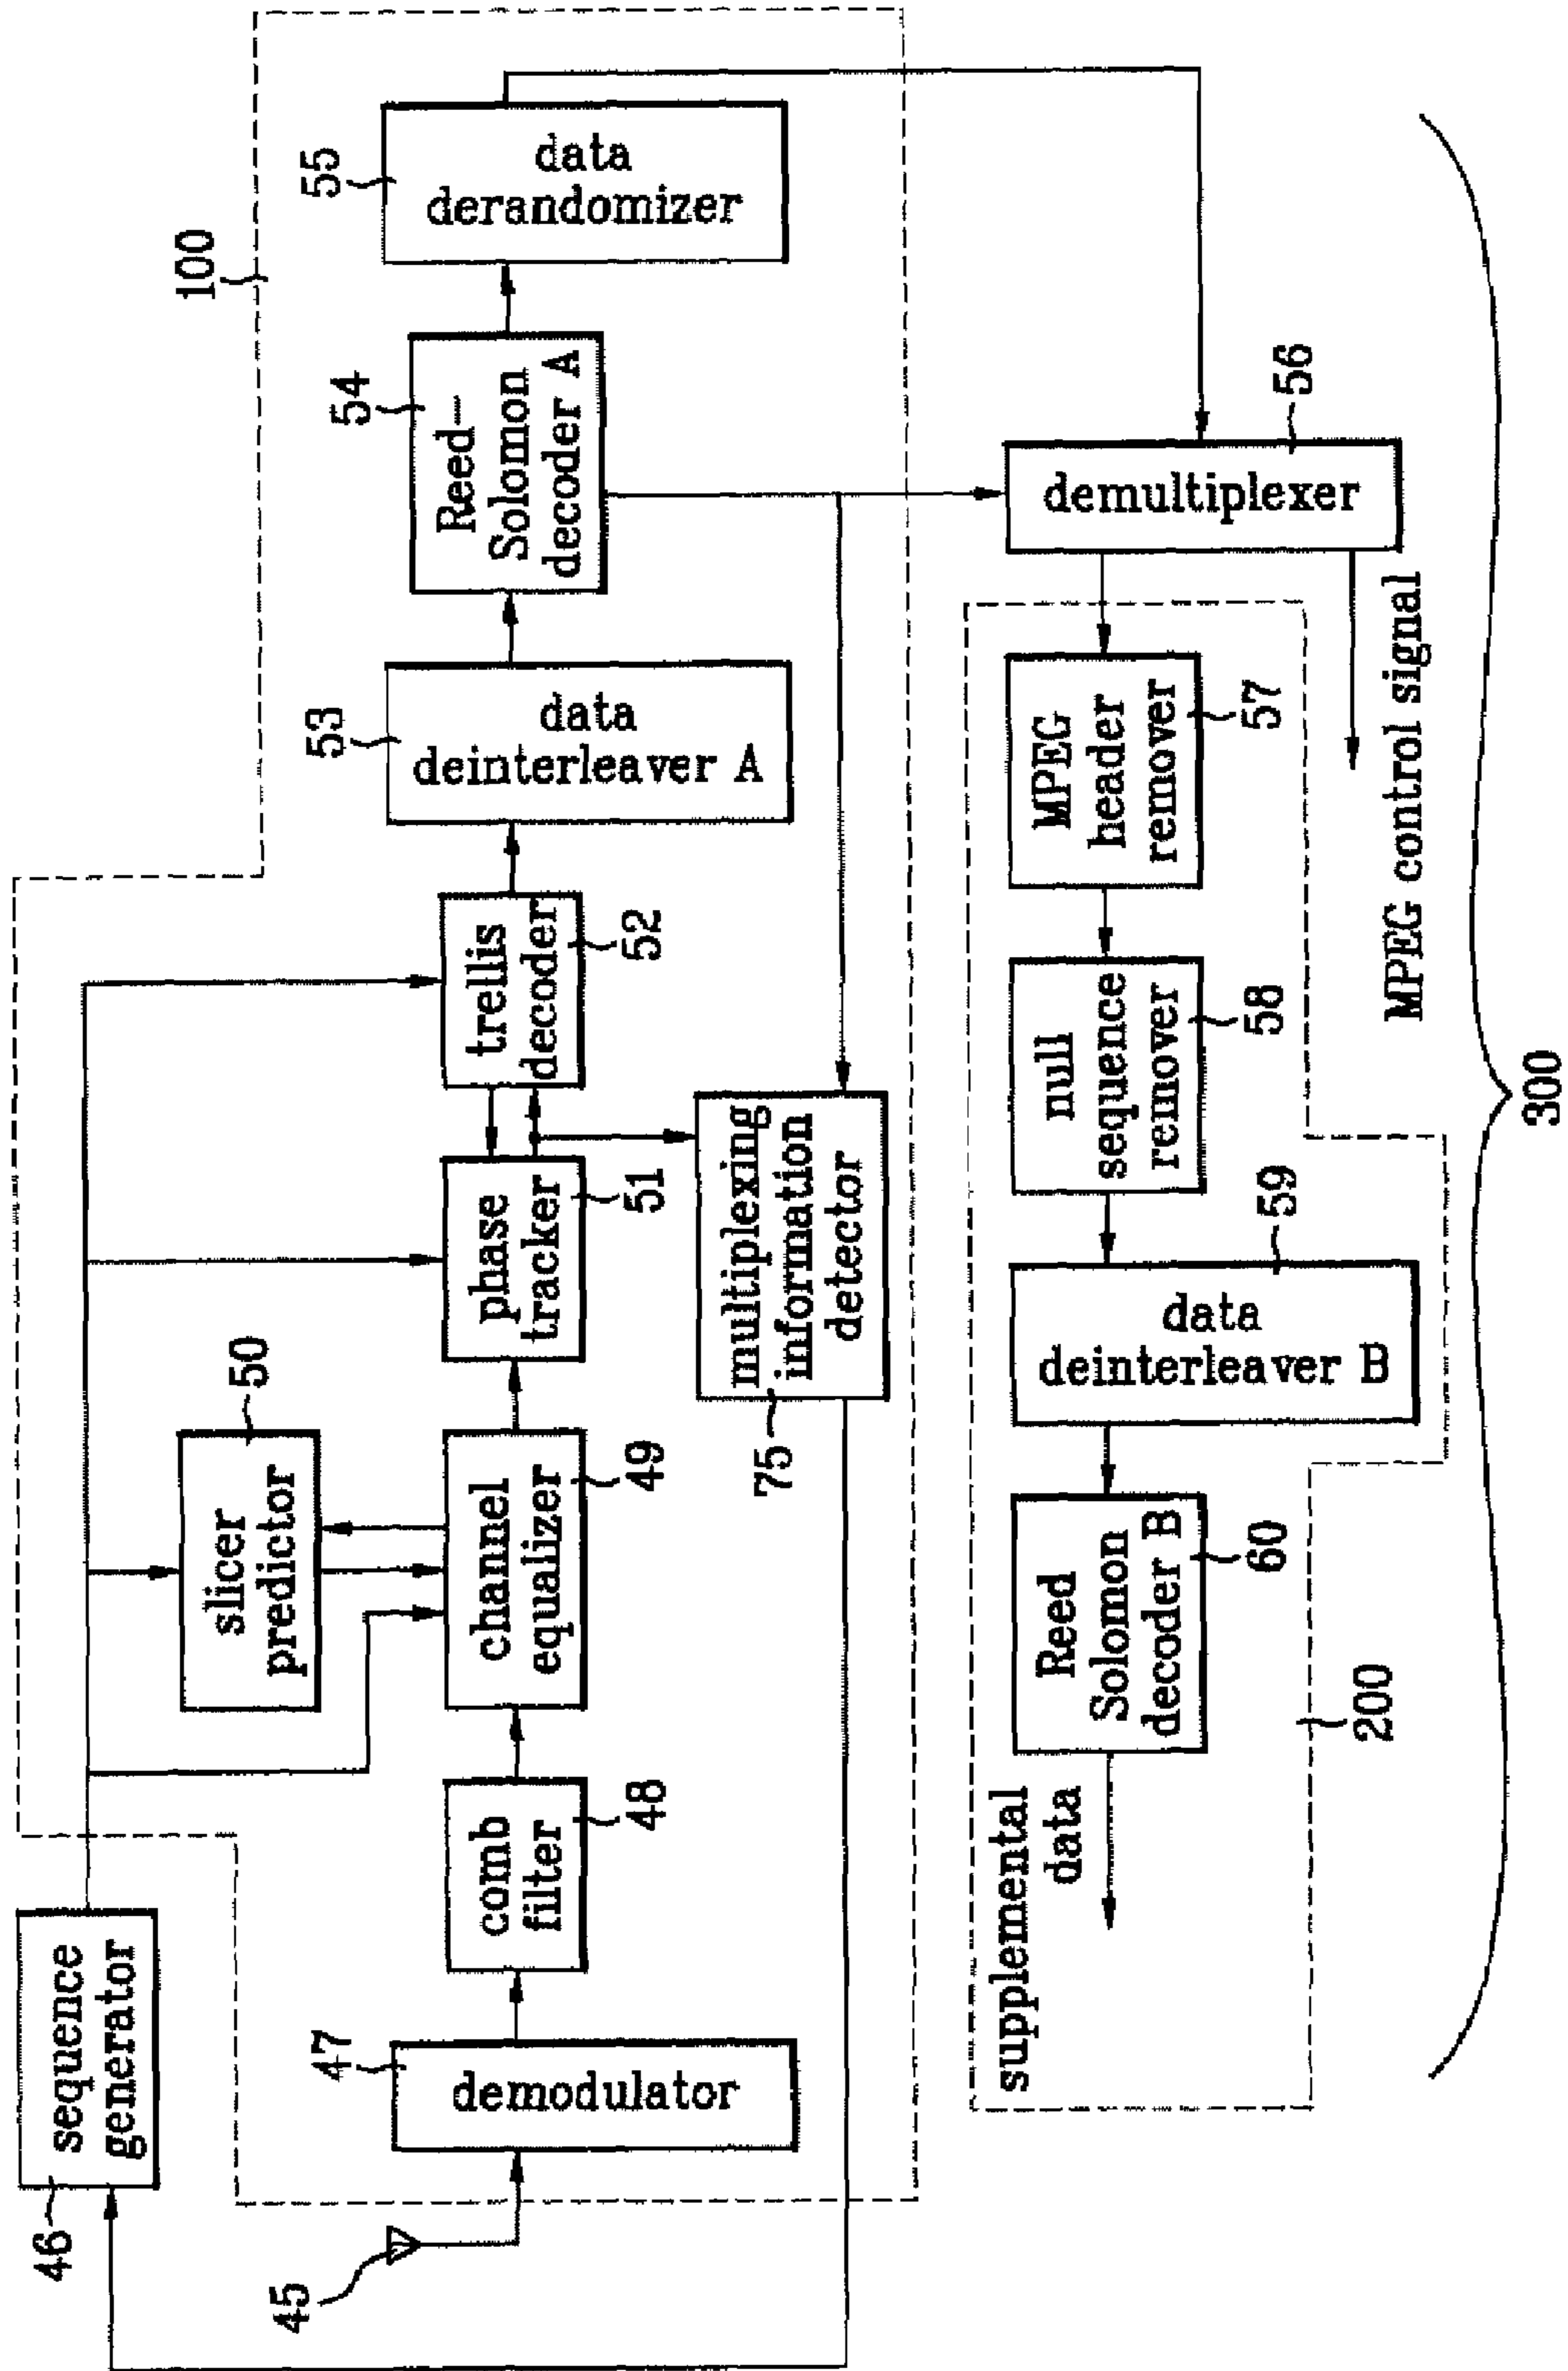 46
sequence
generator
50
slicer
predictor
100
45
47
demodulator
comb
filter
48
channel
equalizer
49
phase
tracker
51
trellis
decoder
52
53
data
deinterleaver A
54
Reed-
Solomon
decoder A
55
data
derandomizer
75
multiplexing
information
detector
supplemental
data
Reed
Solomon
decoder B
60
data
deinterleaver B
59
null
sequence
remover
58
MPEG
header
remover
57
demultiplexer
56
200
MPEG control signal
300